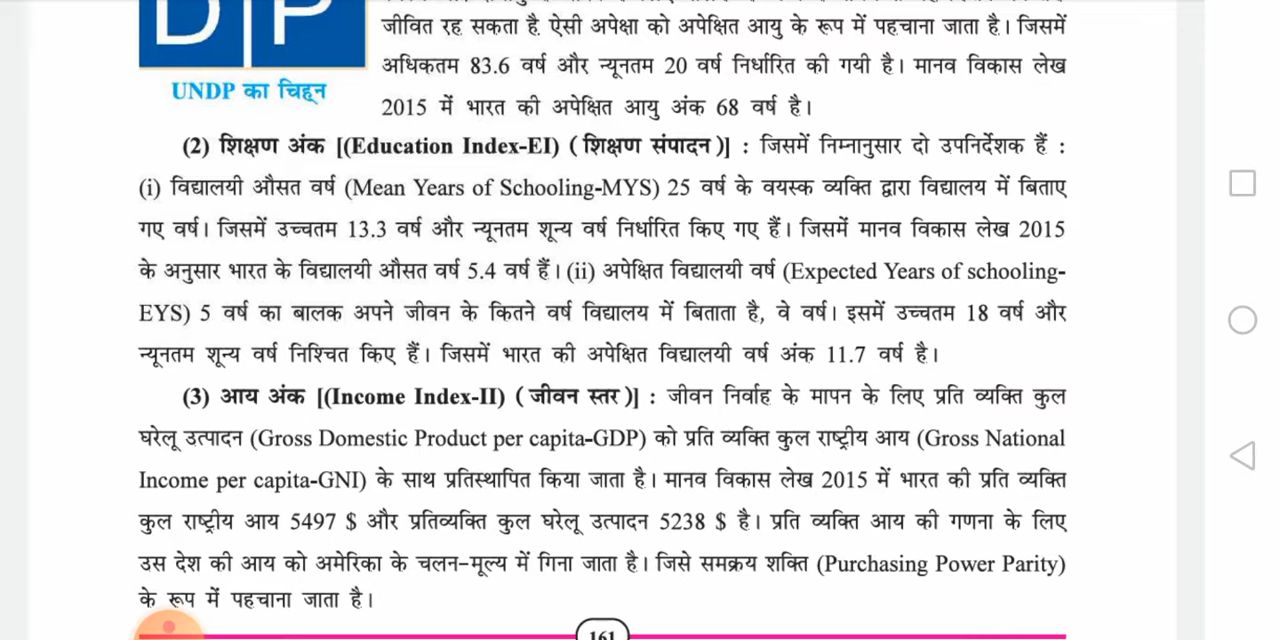 DP
जीवित रह सकता है. ऐसी अपेक्षा को अपेक्षित आयु के रूप में पहचाना जाता है। जिसमें
अधिकतम 83.6 वर्ष और न्यूनतम 20 वर्ष निर्धारित की गयी है। मानव विकास लेख
UNDP का चिह्न
2015 में भारत की अपेक्षित आयु अंक 68 वर्ष है।
(2) शिक्षण अंक [(Education Index-EI) (शिक्षण संपादन)] : जिसमें निम्नानुसार दो उपनिर्देशक हैं :
(i) विद्यालयी औसत वर्ष (Mean Years of Schooling-MYS) 25 वर्ष के वयस्क व्यक्ति द्वारा विद्यालय में बिताए
गए वर्ष। जिसमें उच्चतम 13.3 वर्ष और न्यूनतम शून्य वर्ष निर्धारित किए गए हैं। जिसमें मानव विकास लेख 2015
के अनुसार भारत के विद्यालयी औसत वर्ष 5.4 वर्ष हैं। (ii) अपेक्षित विद्यालयी वर्ष (Expected Years of schooling-
EYS) 5 वर्ष का बालक अपने जीवन के कितने वर्ष विद्यालय में बिताता है, वे वर्ष। इसमें उच्चतम 18 वर्ष और
न्यूनतम शून्य वर्ष निश्चित किए हैं। जिसमें भारत की अपेक्षित विद्यालयी वर्ष अंक 11.7 वर्ष है।
(3) आय अंक [(Income Index-II) (जीवन स्तर)] : जीवन निर्वाह के मापन के लिए प्रति व्यक्ति कुल
घरेलू उत्पादन (Gross Domestic Product per capita-GDP) को प्रति व्यक्ति कुल राष्ट्रीय आय (Gross National
Income per capita-GNI) के साथ प्रतिस्थापित किया जाता है। मानव विकास लेख 2015 में भारत की प्रति व्यक्ति
कुल राष्ट्रीय आय 5497 $ और प्रतिव्यक्ति कुल घरेलू उत्पादन 5238 $ है। प्रति व्यक्ति आय की गणना के लिए
उस देश की आय को अमेरिका के चलन-मूल्य में गिना जाता है। जिसे समक्रय शक्ति (Purchasing Power Parity)
के रूप में पहचाना जाता है।
161